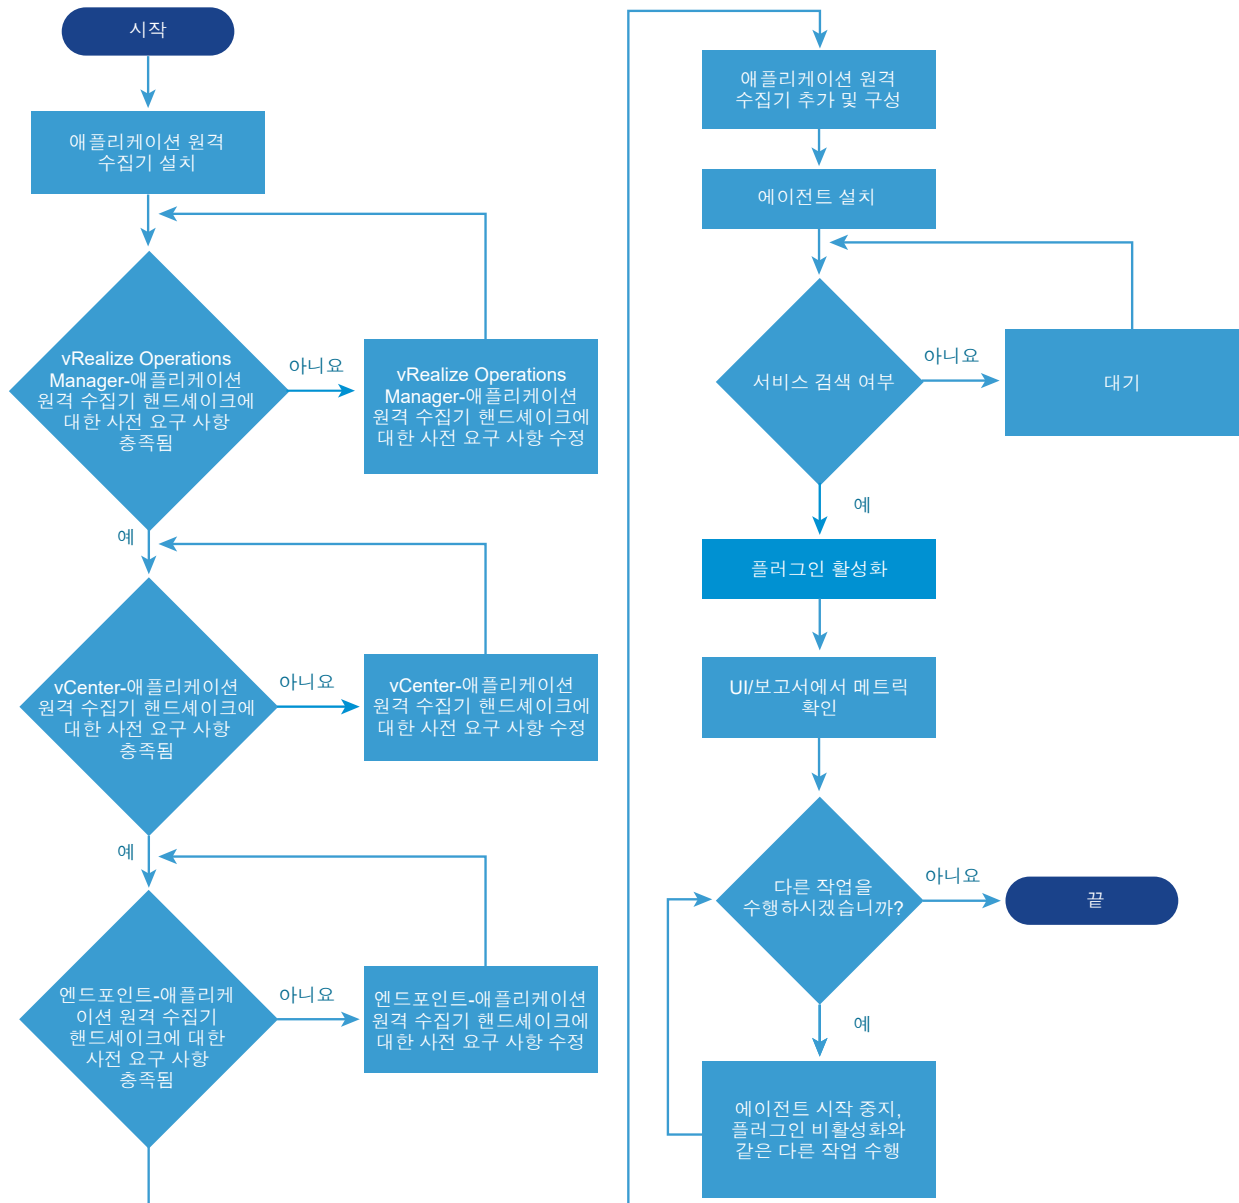 시작
애플리케이션 원격
수집기 설치
vRealize Operations
Manager-애플리케이션
원격 수집기 핸드셰이크에
대한 사전 요구 사항
충족됨
아니요
vRealize Operations
Manager-애플리케이션
원격 수집기 핸드셰이크에
대한 사전 요구 사항 수정
예
vCenter-애플리케이션
원격 수집기 핸드셰이크에
대한 사전 요구 사항
충족됨
아니요
vCenter-애플리케이션
원격 수집기 핸드셰이크에
대한 사전 요구 사항 수정
예
엔드포인트-애플리케
이션 원격 수집기
핸드셰이크에 대한
사전 요구 사항
충족됨
아니요
엔드포인트-애플리케이션
원격 수집기 핸드셰이크에
대한 사전 요구 사항 수정
애플리케이션 원격
수집기 추가 및 구성
에이전트 설치
서비스 검색 여부
아니요
대기
예
플러그인 활성화
UI/보고서에서 메트릭
확인
다른 작업을
수행하시겠습니까?
아니요
끝
예
에이전트 시작 중지,
플러그인 비활성화와
같은 다른 작업 수행